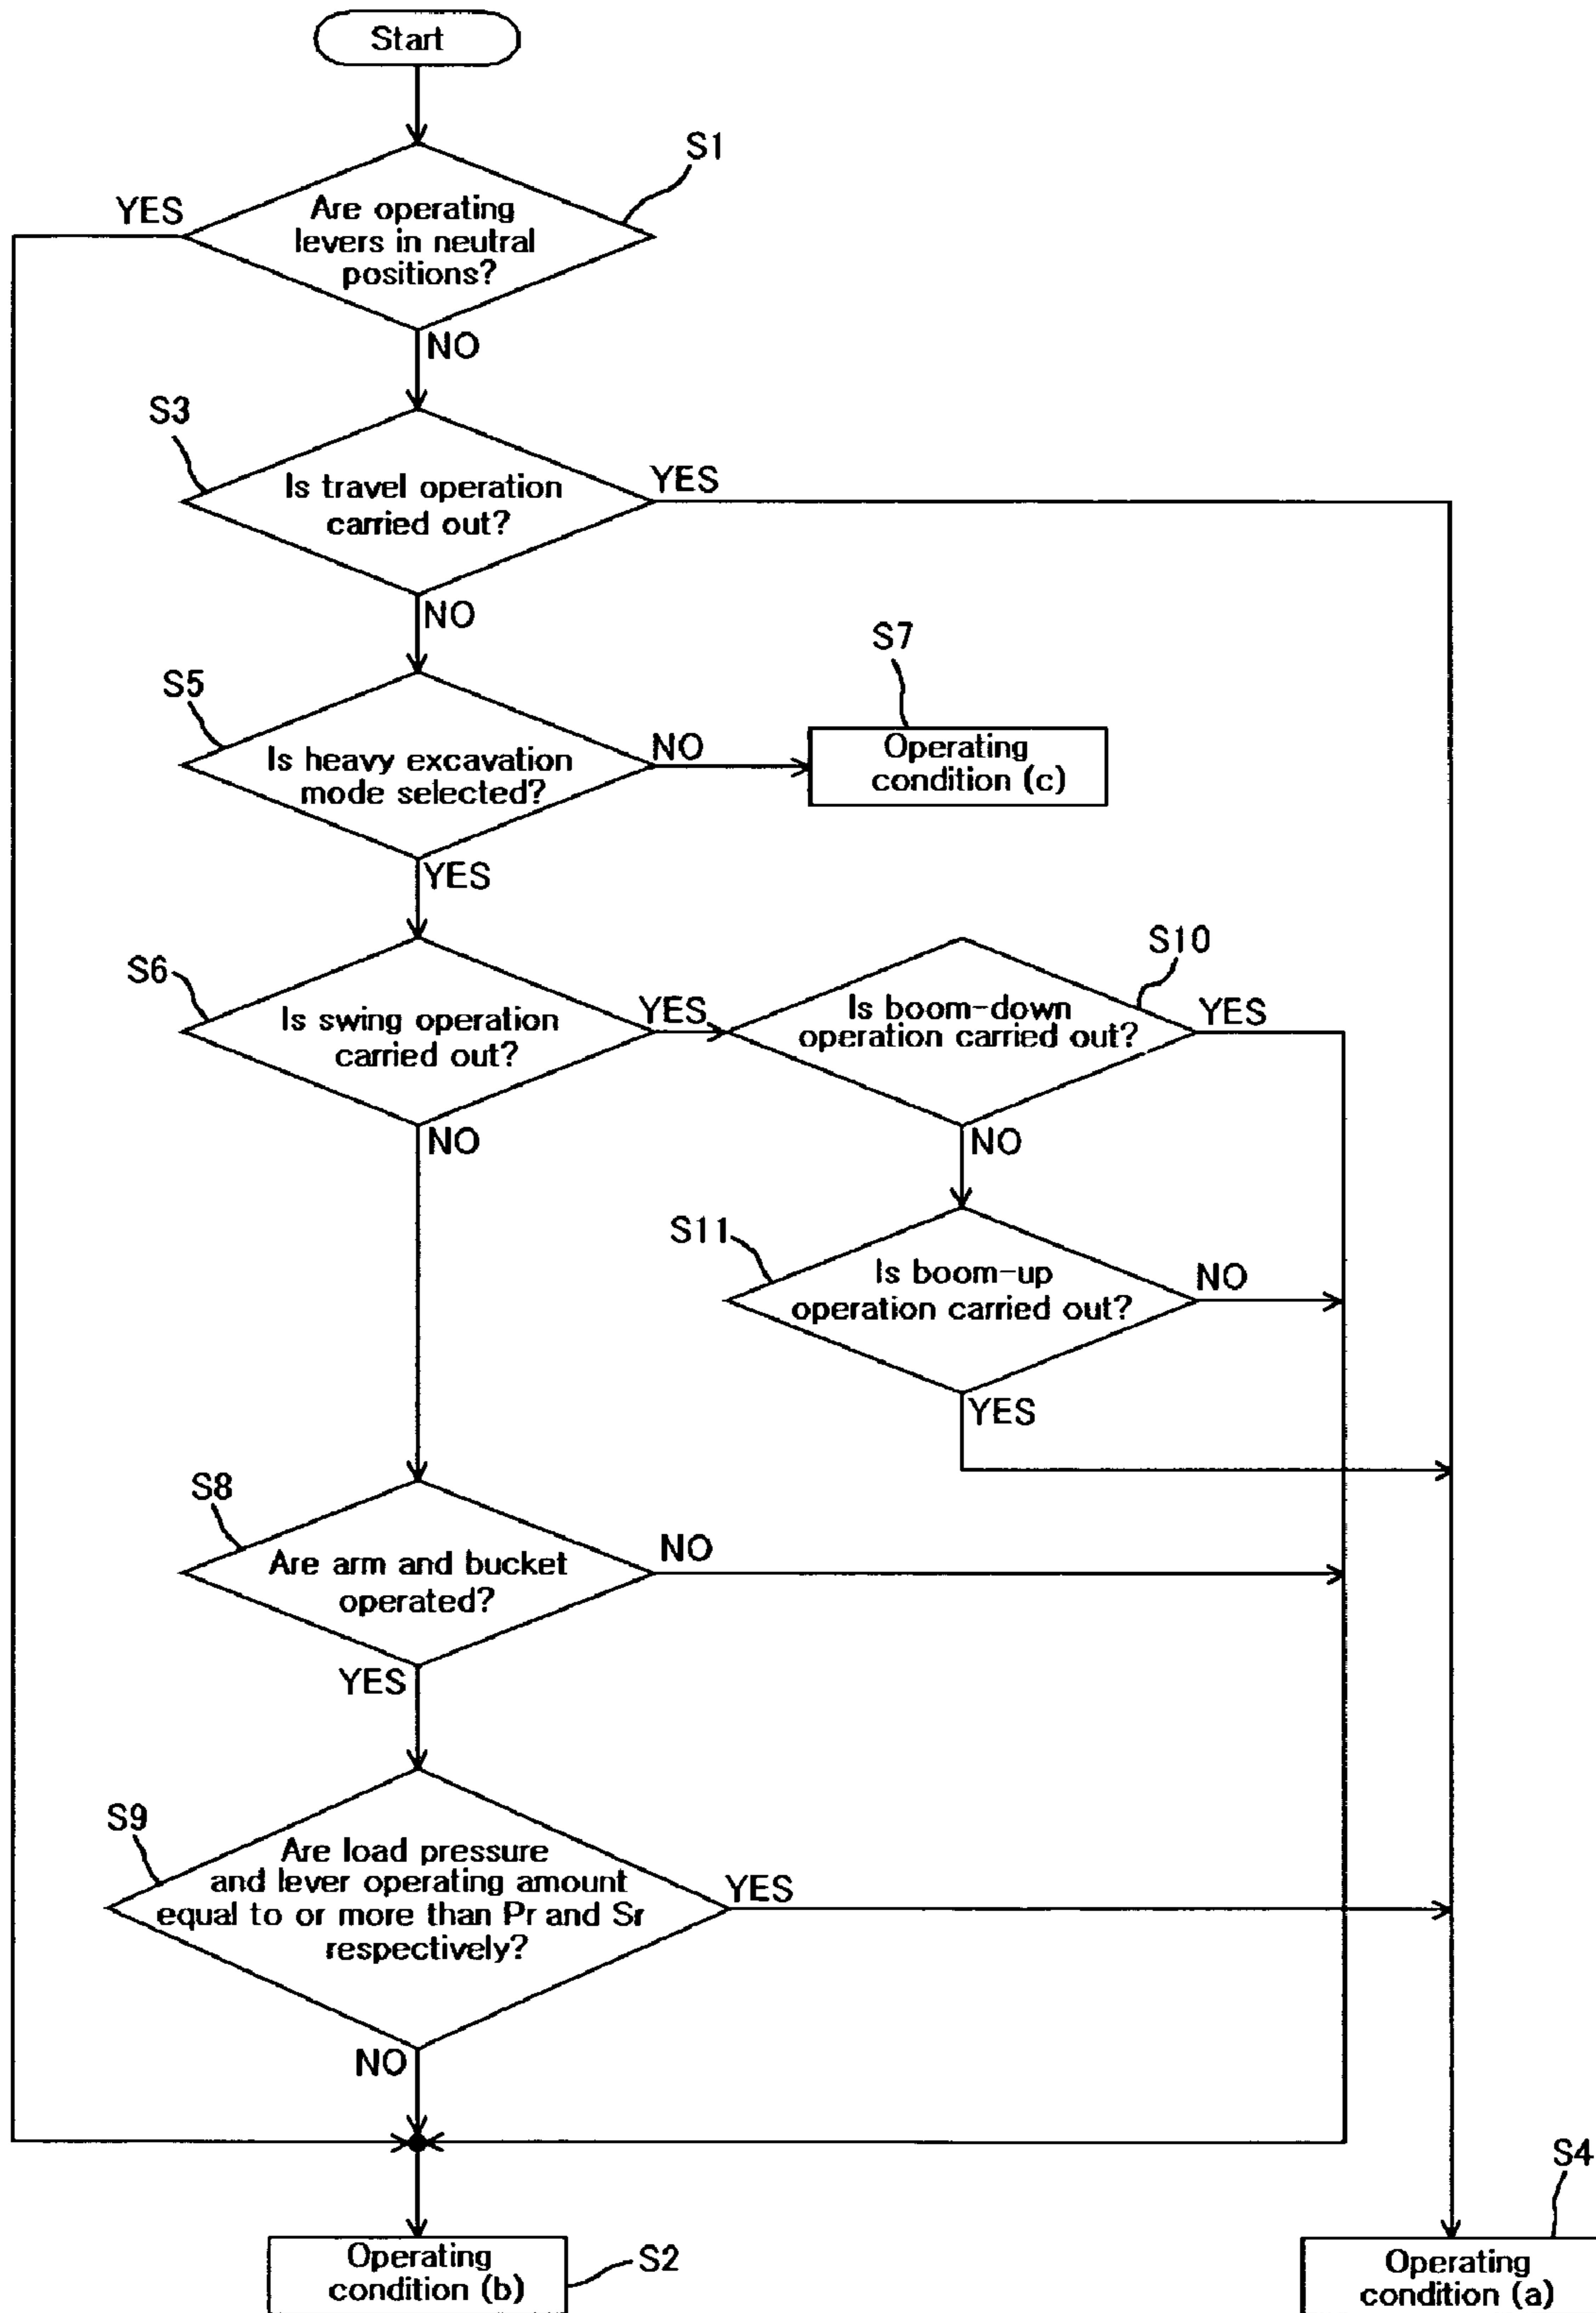 Start
S1
YES
Are operating
levers in neutral
positions?
NO
S3
Is travel operation
carried out?
YES
NO
S5
Is heavy excavation
mode selected?
NO
S7
Operating
condition (c)
YES
S6
Is swing operation
carried out?
YES
S10
Is boom-down
operation carried out?
YES
NO
NO
S11
Is boom-up
operation carried out?
NO
YES
S8
Are arm and bucket
operated?
NO
YES
S9
Are load pressure
and lever operating amount
equal to or more than Pr and Sr
respectively?
YES
NO
Operating
condition (b)
S2
S4
Operating
condition (a)